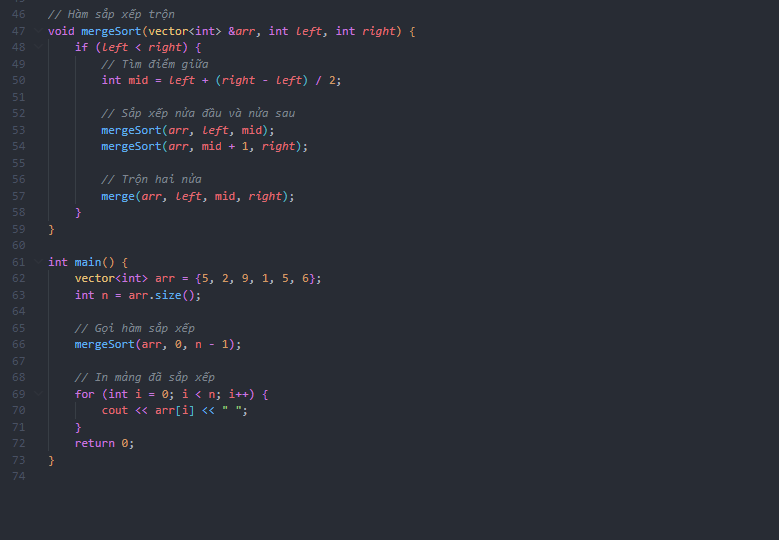 46 // Hàm sắp xếp trộn
47 void mergeSort(vector<int> &arr, int left, int right) {
48     if (left < right) {
49         // Tìm điểm giữa
50         int mid = left + (right - left) / 2;
51
52         // Sắp xếp nửa đầu và nửa sau
53         mergeSort(arr, left, mid);
54         mergeSort(arr, mid + 1, right);
55
56         // Trộn hai nửa
57         merge(arr, left, mid, right);
58     }
59 }
60
61 int main() {
62     vector<int> arr = {5, 2, 9, 1, 5, 6};
63     int n = arr.size();
64
65     // Gọi hàm sắp xếp
66     mergeSort(arr, 0, n - 1);
67
68     // In mảng đã sắp xếp
69     for (int i = 0; i < n; i++) {
70         cout << arr[i] << " ";
71     }
72     return 0;
73 }
74